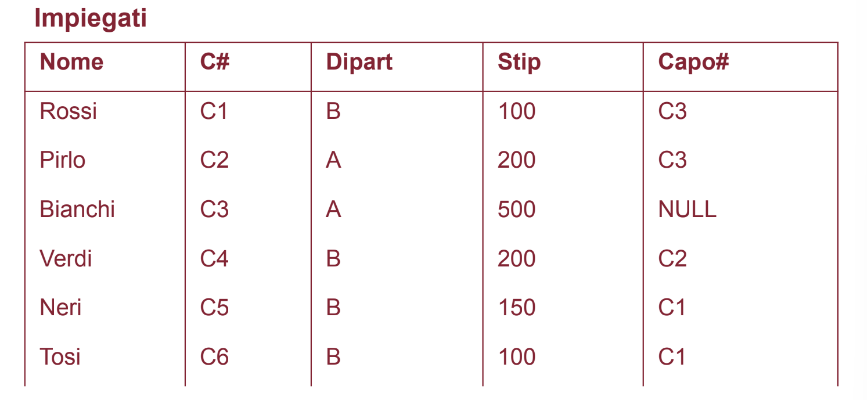 Impiegati
Nome C# Dipart Stip Capo#
Rossi C1 B 100 C3
Pirlo C2 A 200 C3
Bianchi C3 A 500 NULL
Verdi C4 B 200 C2
Neri C5 B 150 C1
Tosi C6 B 100 C1